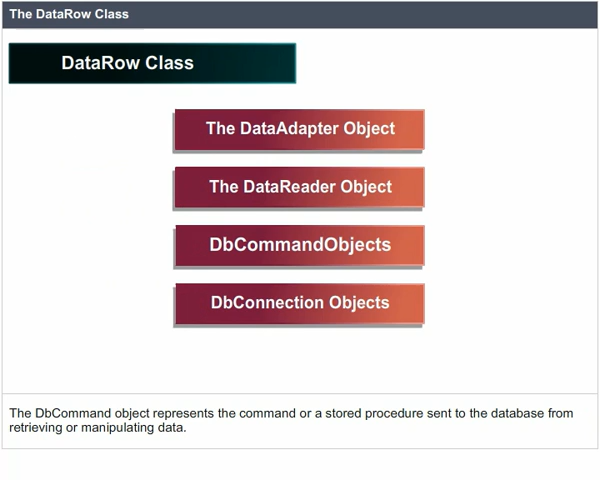 The DataRow Class
DataRow Class
The DataAdapter Object
The DataReader Object
DbCommandObjects
DbConnection Objects
The DbCommand object represents the command or a stored procedure sent to the database from
retrieving or manipulating data.